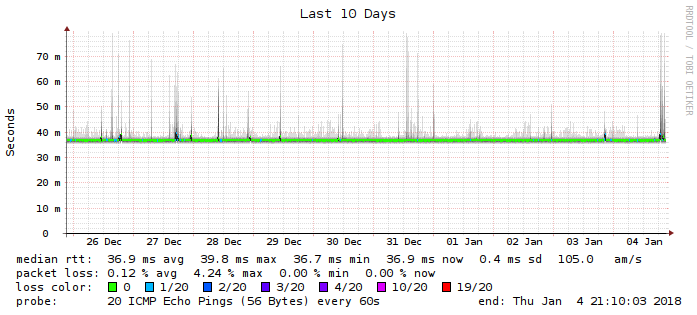 Last 10 Days
RRDTOOL / TOBI OETIKER
Seconds
70 m
60 m
50 m
40 m
30 m
20 m
10 m
0
26 Dec 27 Dec 28 Dec 29 Dec 30 Dec 31 Dec 01 Jan 02 Jan 03 Jan 04 Jan
median rtt: 36.9 ms avg 39.8 ms max 36.7 ms min 36.9 ms now 0.4 ms sd 105.0 am/s
packet loss: 0.12 % avg 4.24 % max 0.00 % min 0.00 % now
loss color: 0 1/20 2/20 3/20 4/20 10/20 19/20
probe: 20 ICMP Echo Pings (56 Bytes) every 60s end: Thu Jan 4 21:10:03 2018